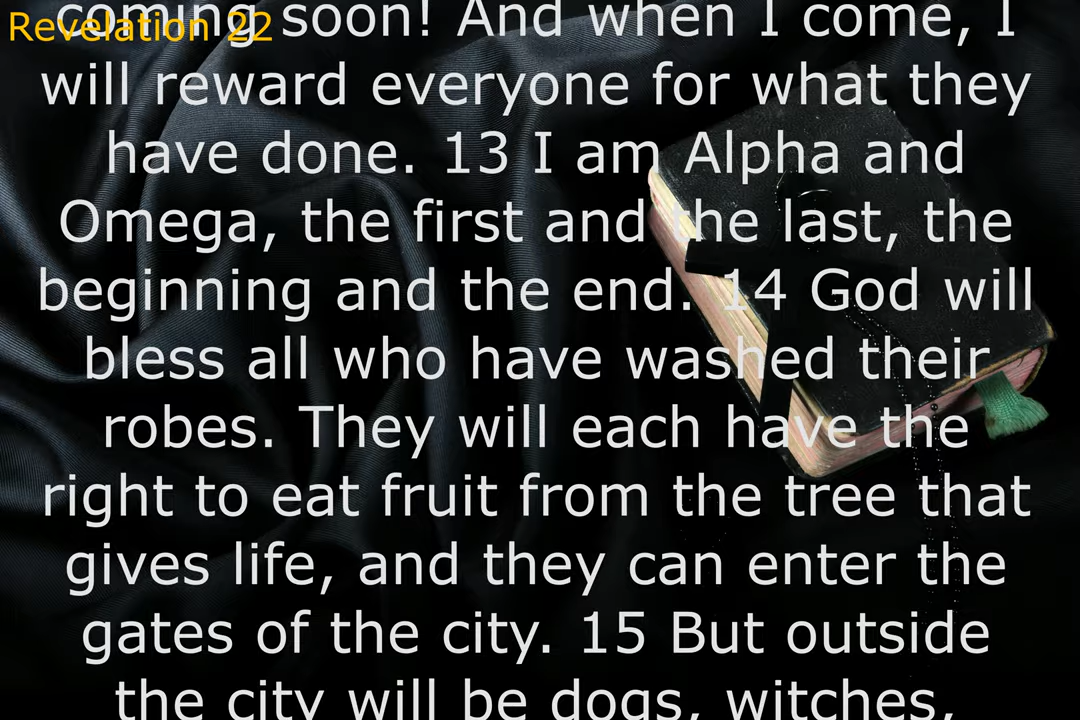 Revelation 22
coming soon! And when I come, I
will reward everyone for what they
have done. 13 I am Alpha and
Omega, the first and the last, the
beginning and the end. 14 God will
bless all who have washed their
robes. They will each have the
right to eat fruit from the tree that
gives life, and they can enter the
gates of the city. 15 But outside
the city will be dogs, witches,